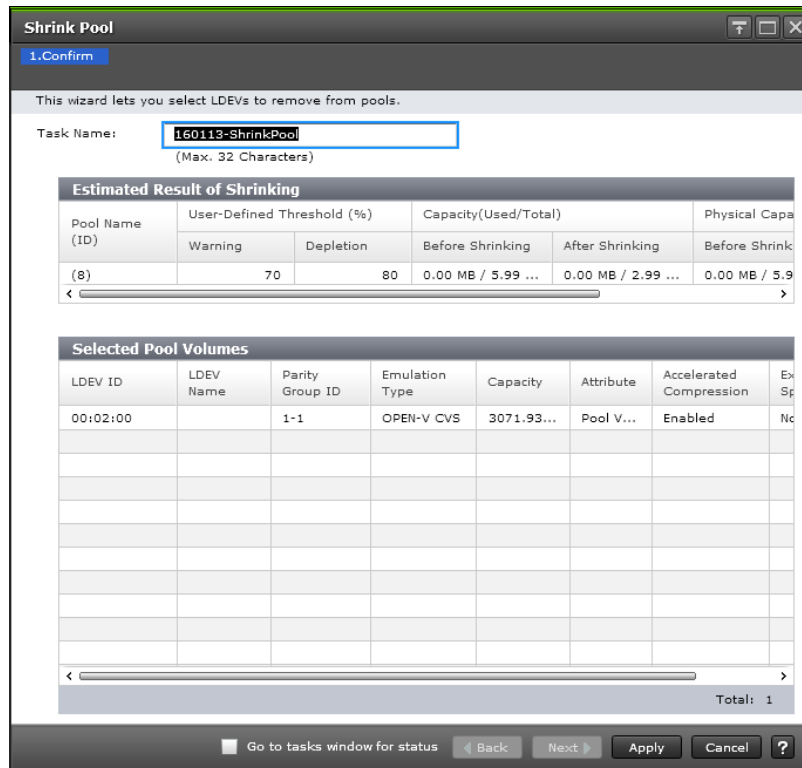 Shrink Pool
1.Confirm
This wizard lets you select LDEVs to remove from pools.
Task Name: 160113-ShrinkPool
(Max. 32 Characters)
Estimated Result of Shrinking
Pool Name (ID) User-Defined Threshold (%) Capacity(Used/Total) Physical Capa
Warning Depletion Before Shrinking After Shrinking Before Shrink
(8) 70 80 0.00 MB / 5.99 ... 0.00 MB / 2.99 ... 0.00 MB / 5.9
Selected Pool Volumes
LDEV ID LDEV Name Parity Group ID Emulation Type Capacity Attribute Accelerated Compression Ex Sp
00:02:00 1-1 OPEN-V CVS 3071.93... Pool V... Enabled No
Total: 1
Go to tasks window for status Back Next Apply Cancel ?